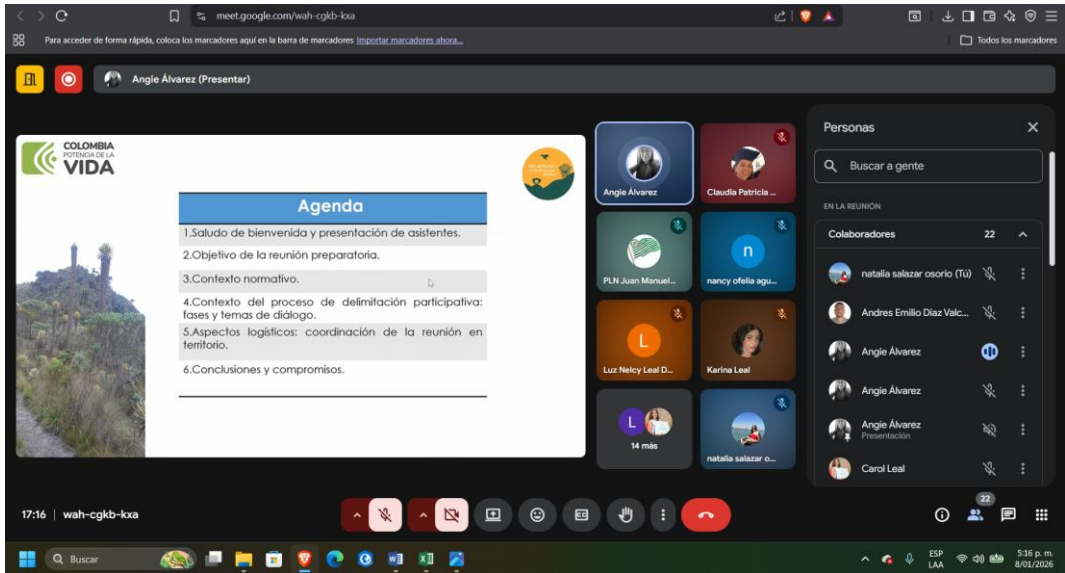 meet.google.com/wah-cgkb-kxa
Para acceder de forma rápida, coloca los marcadores aquí en la barra de marcadores. Importar marcadores ahora...
Todos los marcadores
Angie Álvarez (Presentar)
COLOMBIA
POTENCIA DE LA
VIDA
Agenda
1.Saludo de bienvenida y presentación de asistentes.
2.Objetivo de la reunión preparatoria.
3.Contexto normativo.
4.Contexto del proceso de delimitación participativa:
fases y temas de diálogo.
5.Aspectos logísticos: coordinación de la reunión en
territorio.
6.Conclusiones y compromisos.
Angie Álvarez
Claudia Patricia ...
PLN Juan Manuel...
n
nancy ofelia agu...
L
Luz Nelcy Leal D...
Karina Leal
L
14 más
natalia salazar o...
Personas
Buscar a gente
EN LA REUNIÓN
Colaboradores
22
natalia salazar osorio (Tú)
Andres Emilio Diaz Valc...
Angie Álvarez
Angie Álvarez
Angie Álvarez
Presentación
Carol Leal
17:16
wah-cgkb-kxa
22
Buscar
ESP
LAA
5:16 p. m.
8/01/2026